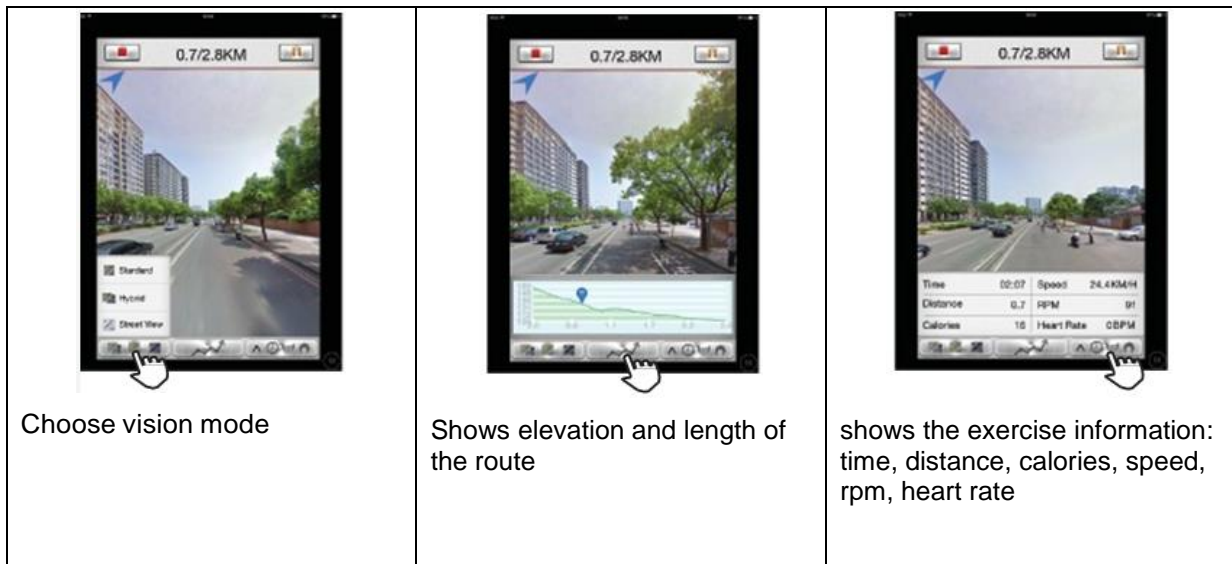 0.7/2.8KM
Standard
Hybrid
Street View
Choose vision mode
0.7/2.8KM
Shows elevation and length of
the route
0.7/2.8KM
Time 02:07 Speed 24.4KM/H
Distance 0.7 RPM 91
Calories 16 Heart Rate 0BPM
shows the exercise information:
time, distance, calories, speed,
rpm, heart rate